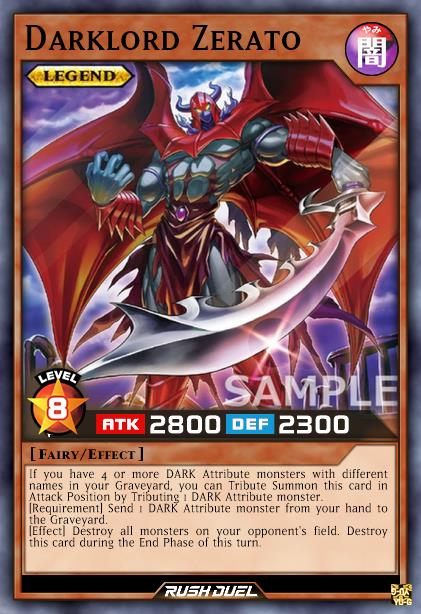 DARKLORD ZERATO
やみ
闇
LEGEND
SAMPLE
LEVEL
8
ATK 2800 DEF 2300
[FAIRY/EFFECT]
If you have 4 or more DARK Attribute monsters with different
names in your Graveyard, you can Tribute Summon this card in
Attack Position by Tributing 1 DARK Attribute monster.
[Requirement] Send 1 DARK Attribute monster from your hand to
the Graveyard.
[Effect] Destroy all monsters on your opponent's field. Destroy
this card during the End Phase of this turn.
RUSH DUEL